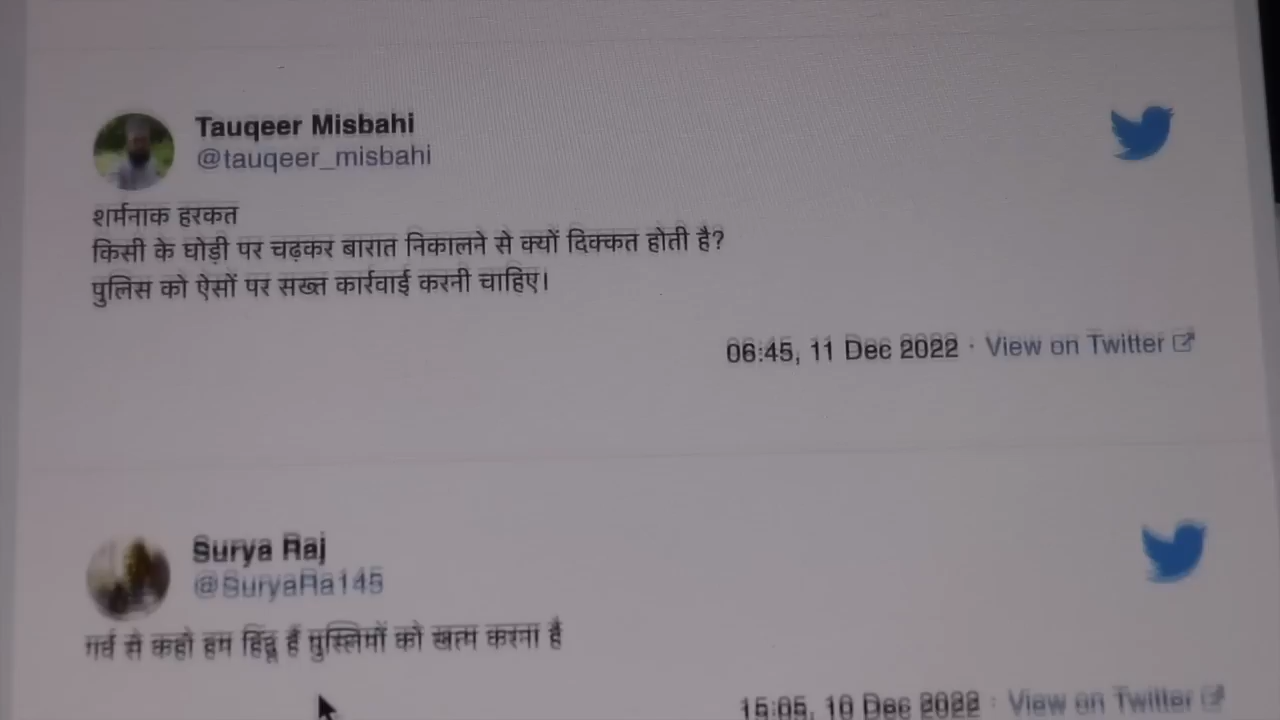 Tauqeer Misbahi
@tauqeer_misbahi
शर्मनाक हरकत
किसी के घोड़ी पर चढ़कर बारात निकालने से क्यों दिक्कत होती है?
पुलिस को ऐसों पर सख्त कार्रवाई करनी चाहिए।
06:45, 11 Dec 2022 · View on Twitter
Surya Raj
@SuryaRa145
गर्व से कहो हम हिंदू हैं मुस्लिमों को खत्म करना है
15:05, 10 Dec 2022 · View on Twitter